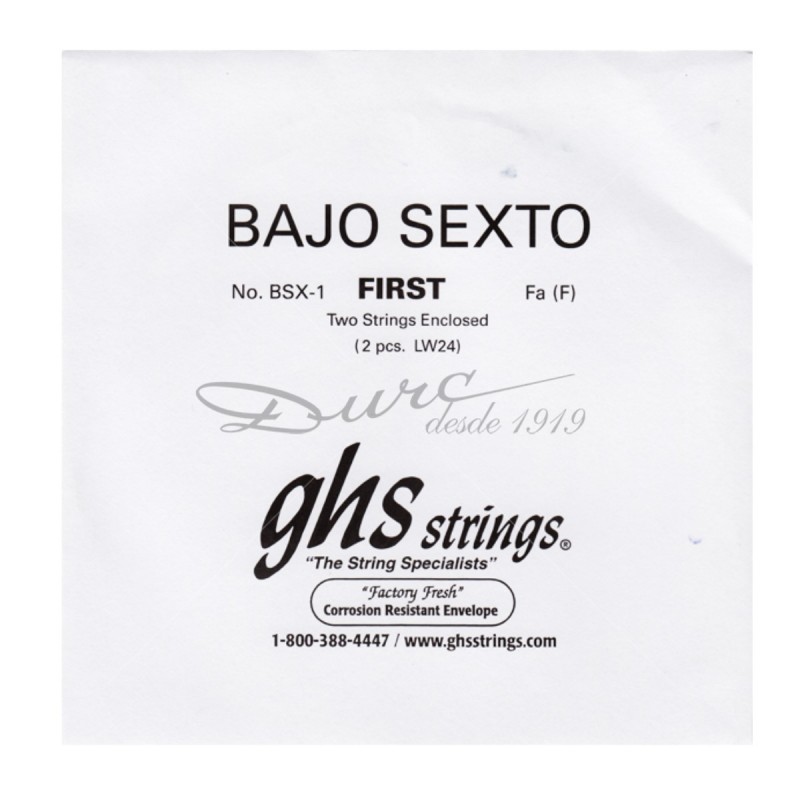 BAJO SEXTO
No. BSX-1 FIRST Fa (F)
Two Strings Enclosed
(2 pcs. LW24)
Durc
desde 1919
ghs strings®
"The String Specialists"
"Factory Fresh"
Corrosion Resistant Envelope
1-800-388-4447 / www.ghsstrings.com